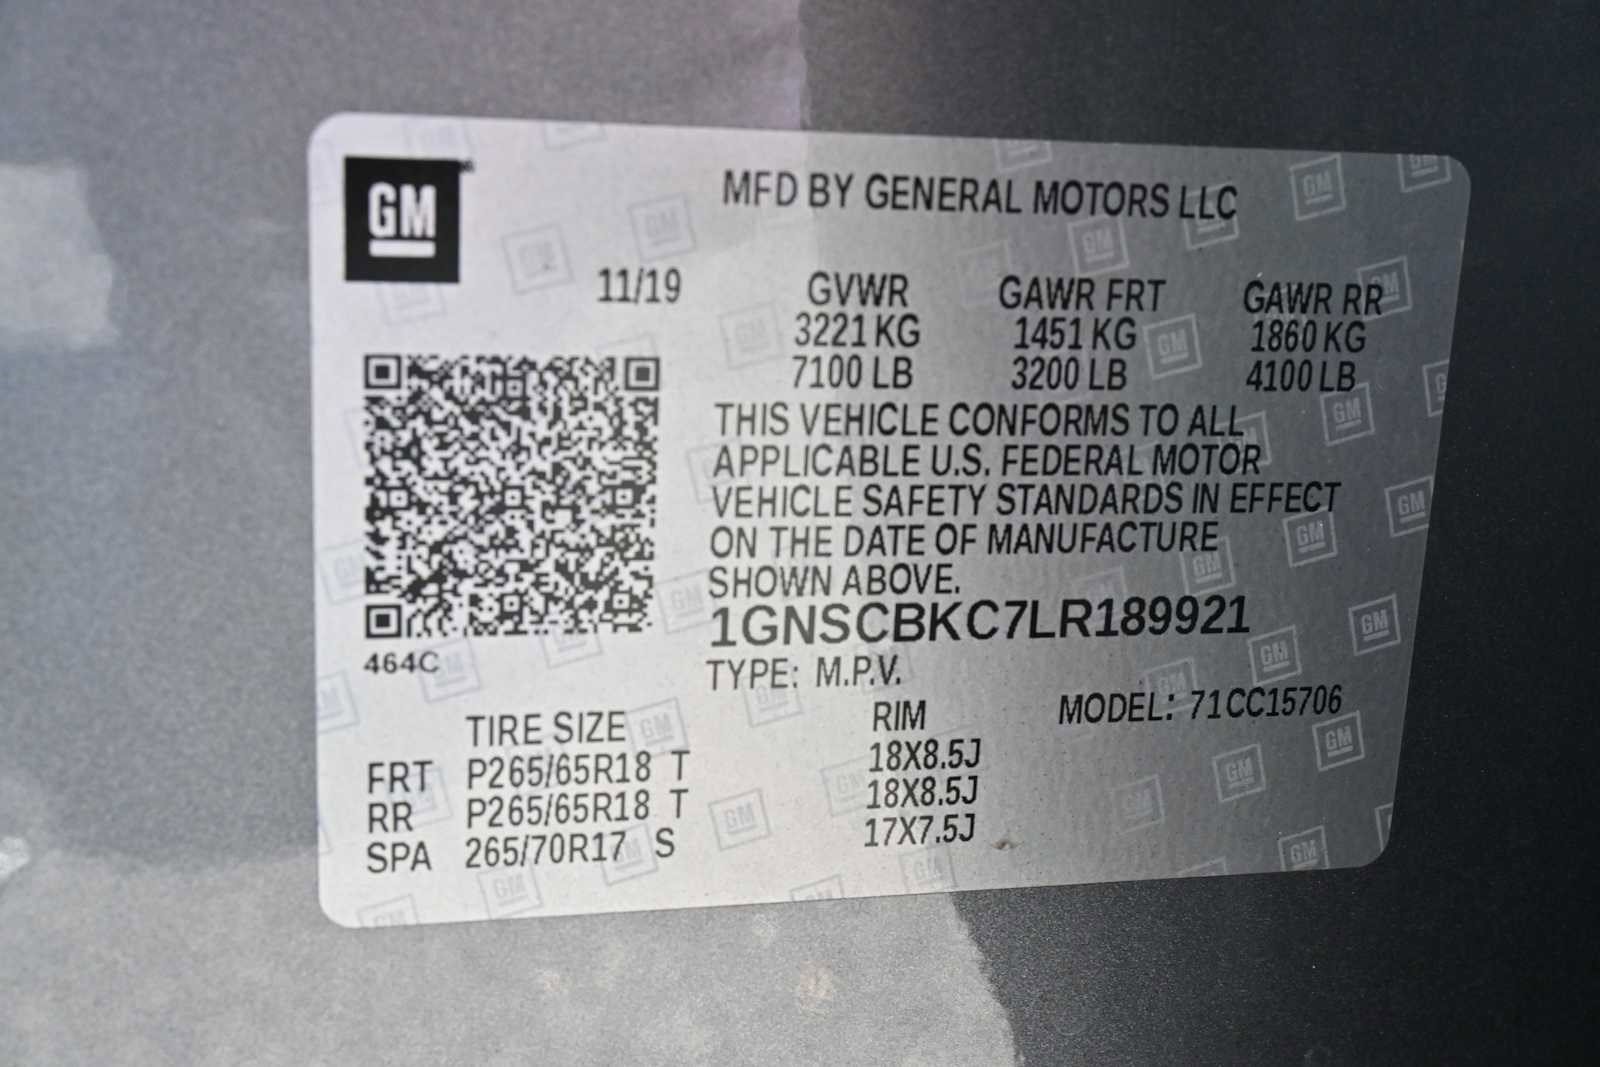 GM
MFD BY GENERAL MOTORS LLC
11/19 GVWR GAWR FRT GAWR RR
3221 KG 1451 KG 1860 KG
7100 LB 3200 LB 4100 LB
THIS VEHICLE CONFORMS TO ALL
APPLICABLE U.S. FEDERAL MOTOR
VEHICLE SAFETY STANDARDS IN EFFECT
ON THE DATE OF MANUFACTURE
SHOWN ABOVE.
1GNSCBKC7LR189921
464C
TYPE: M.P.V.
MODEL: 71CC15706
TIRE SIZE RIM
FRT P265/65R18 T 18X8.5J
RR P265/65R18 T 18X8.5J
SPA 265/70R17 S 17X7.5J